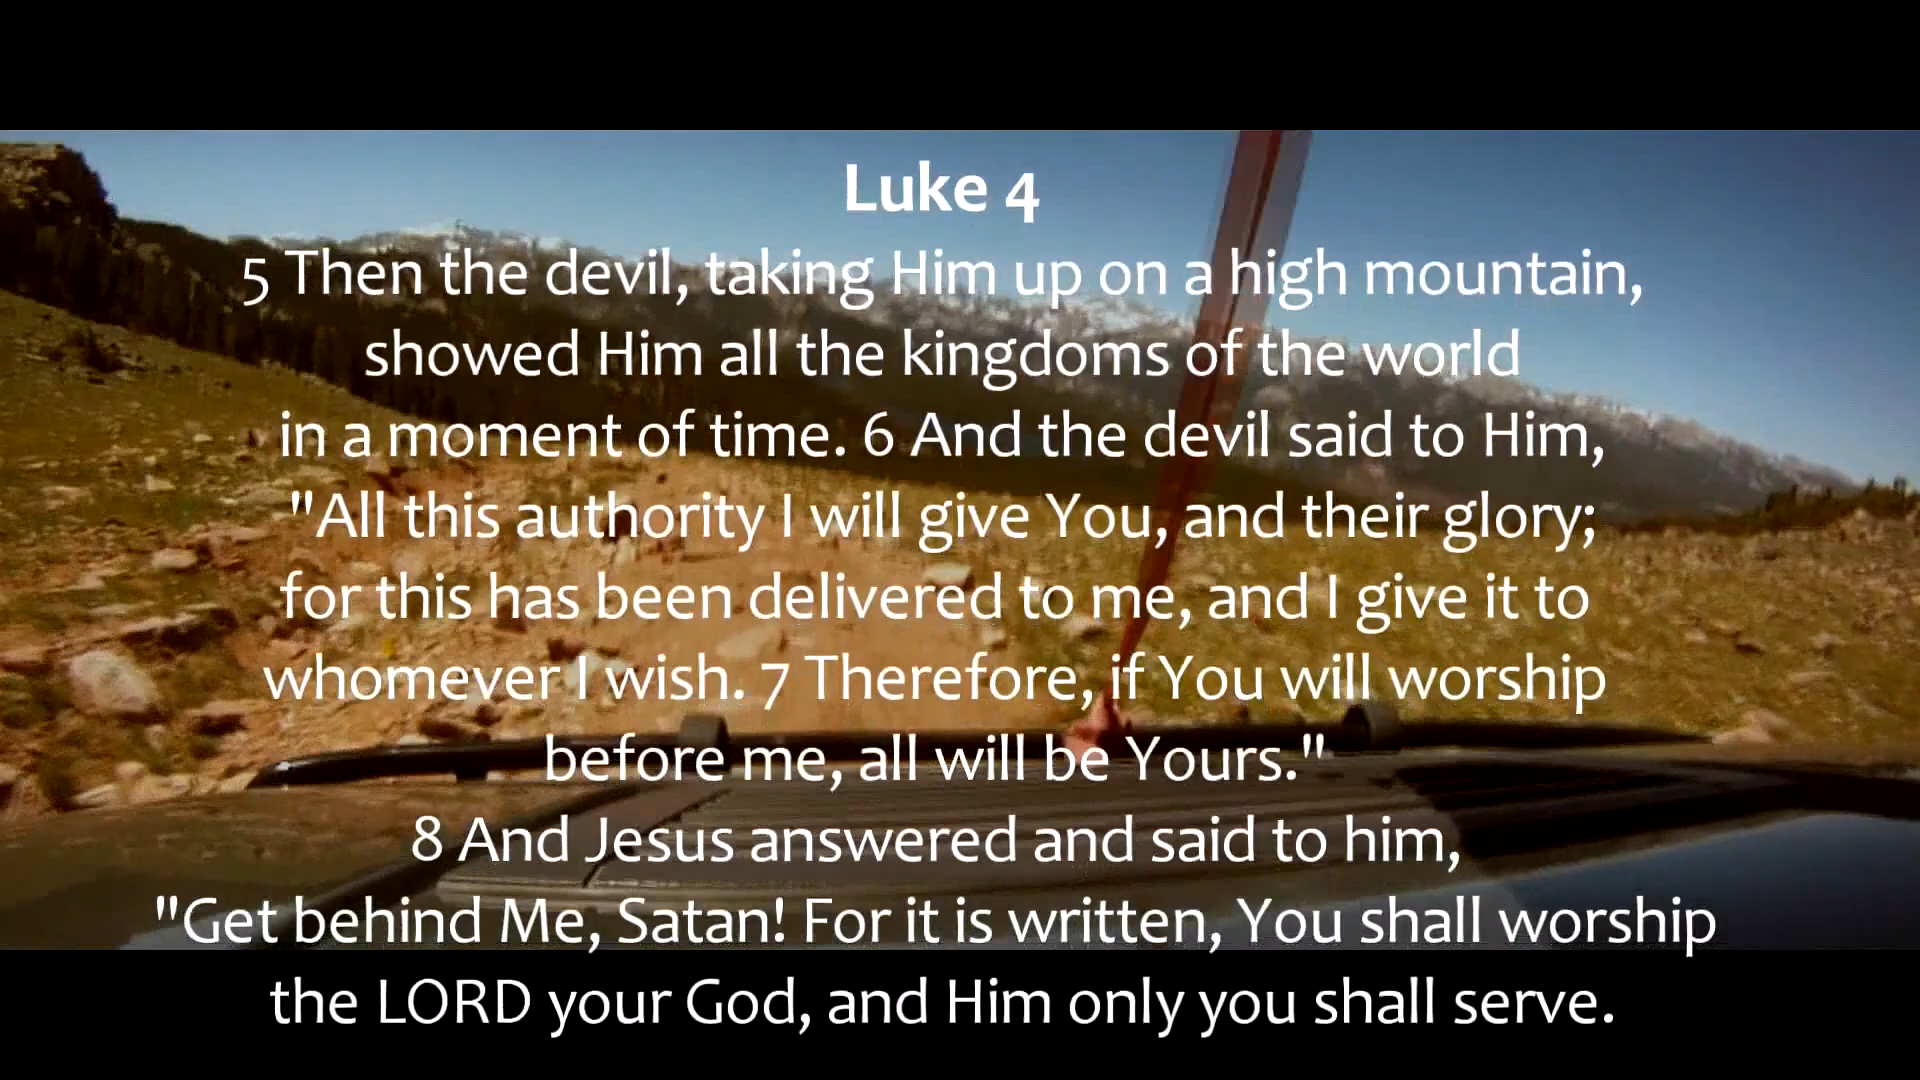 Luke 4
5 Then the devil, taking Him up on a high mountain,
showed Him all the kingdoms of the world
in a moment of time. 6 And the devil said to Him,
"All this authority I will give You, and their glory;
for this has been delivered to me, and I give it to
whomever I wish. 7 Therefore, if You will worship
before me, all will be Yours."
8 And Jesus answered and said to him,
"Get behind Me, Satan! For it is written, You shall worship
the LORD your God, and Him only you shall serve.